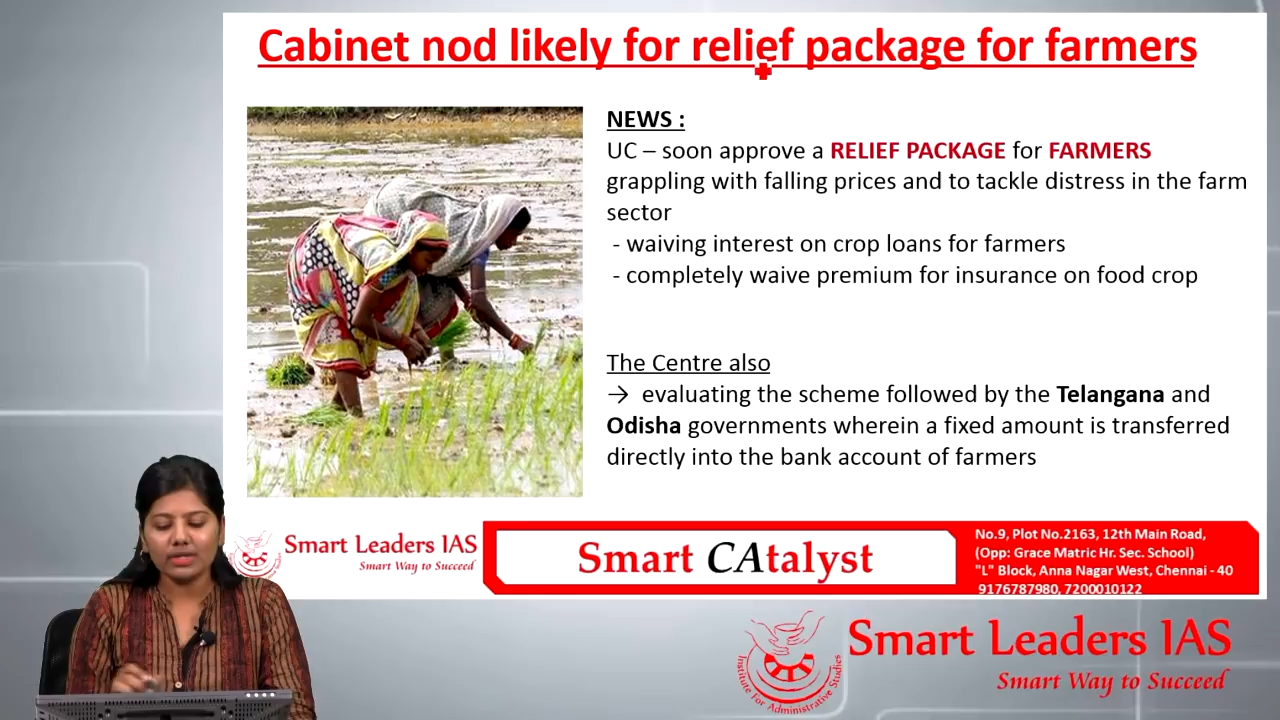 Cabinet nod likely for relief package for farmers
NEWS :
UC – soon approve a RELIEF PACKAGE for FARMERS
grappling with falling prices and to tackle distress in the farm
sector
- waiving interest on crop loans for farmers
- completely waive premium for insurance on food crop
The Centre also
→ evaluating the scheme followed by the Telangana and
Odisha governments wherein a fixed amount is transferred
directly into the bank account of farmers
Smart Leaders IAS
Smart Way to Succeed
Smart CAtalyst
No.9, Plot No.2163, 12th Main Road,
(Opp: Grace Matric Hr. Sec. School)
"L" Block, Anna Nagar West, Chennai - 40
9176787980, 7200010122
Institute for Administrative Studies
Smart Leaders IAS
Smart Way to Succeed